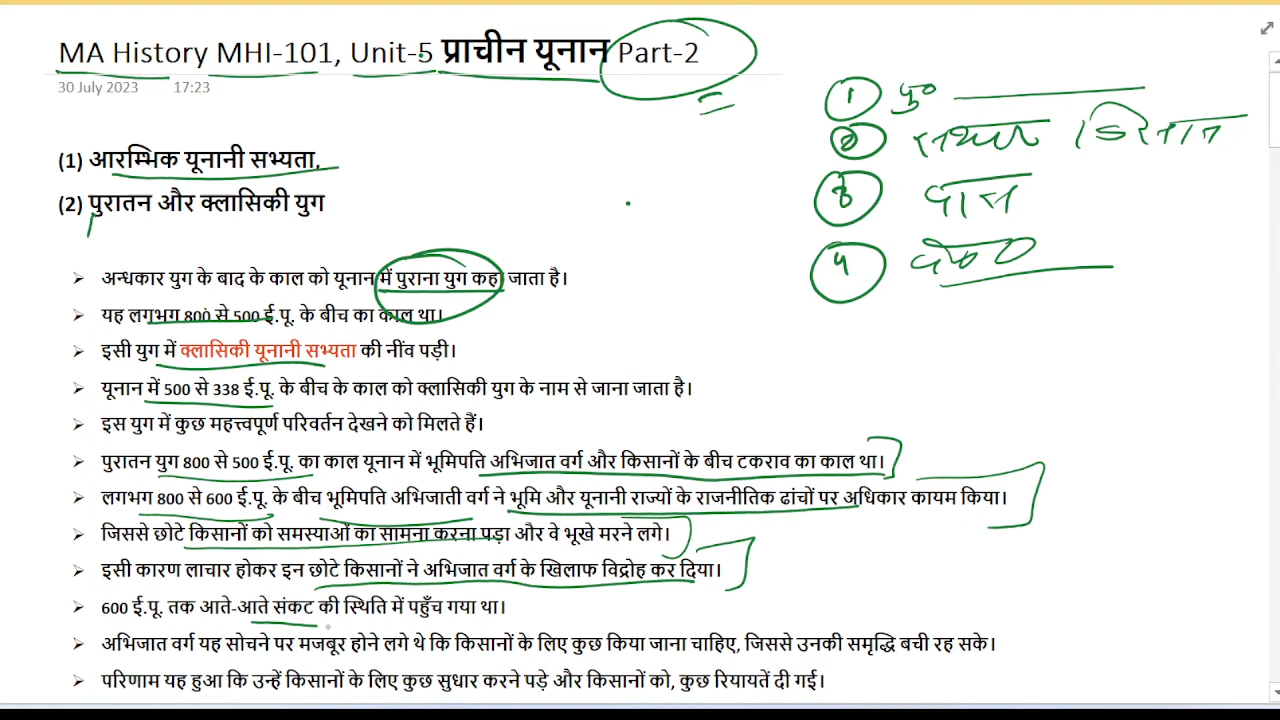 MA History MHI-101, Unit-5 प्राचीन यूनान Part-2
30 July 2023 17:23
(1) आरम्भिक यूनानी सभ्यता,
(2) पुरातन और क्लासिकी युग
1
2
3 दास
4
➢ अन्धकार युग के बाद के काल को यूनान में पुराना युग कहा जाता है।
➢ यह लगभग 800 से 500 ई.पू. के बीच का काल था।
➢ इसी युग में क्लासिकी यूनानी सभ्यता की नींव पड़ी।
➢ यूनान में 500 से 338 ई.पू. के बीच के काल को क्लासिकी युग के नाम से जाना जाता है।
➢ इस युग में कुछ महत्त्वपूर्ण परिवर्तन देखने को मिलते हैं।
➢ पुरातन युग 800 से 500 ई.पू. का काल यूनान में भूमिपति अभिजात वर्ग और किसानों के बीच टकराव का काल था।
➢ लगभग 800 से 600 ई.पू. के बीच भूमिपति अभिजाती वर्ग ने भूमि और यूनानी राज्यों के राजनीतिक ढांचों पर अधिकार कायम किया।
➢ जिससे छोटे किसानों को समस्याओं का सामना करना पड़ा और वे भूखे मरने लगे।
➢ इसी कारण लाचार होकर इन छोटे किसानों ने अभिजात वर्ग के खिलाफ विद्रोह कर दिया।
➢ 600 ई.पू. तक आते-आते संकट की स्थिति में पहुँच गया था।
➢ अभिजात वर्ग यह सोचने पर मजबूर होने लगे थे कि किसानों के लिए कुछ किया जाना चाहिए, जिससे उनकी समृद्धि बची रह सके।
➢ परिणाम यह हुआ कि उन्हें किसानों के लिए कुछ सुधार करने पड़े और किसानों को, कुछ रियायतें दी गई।